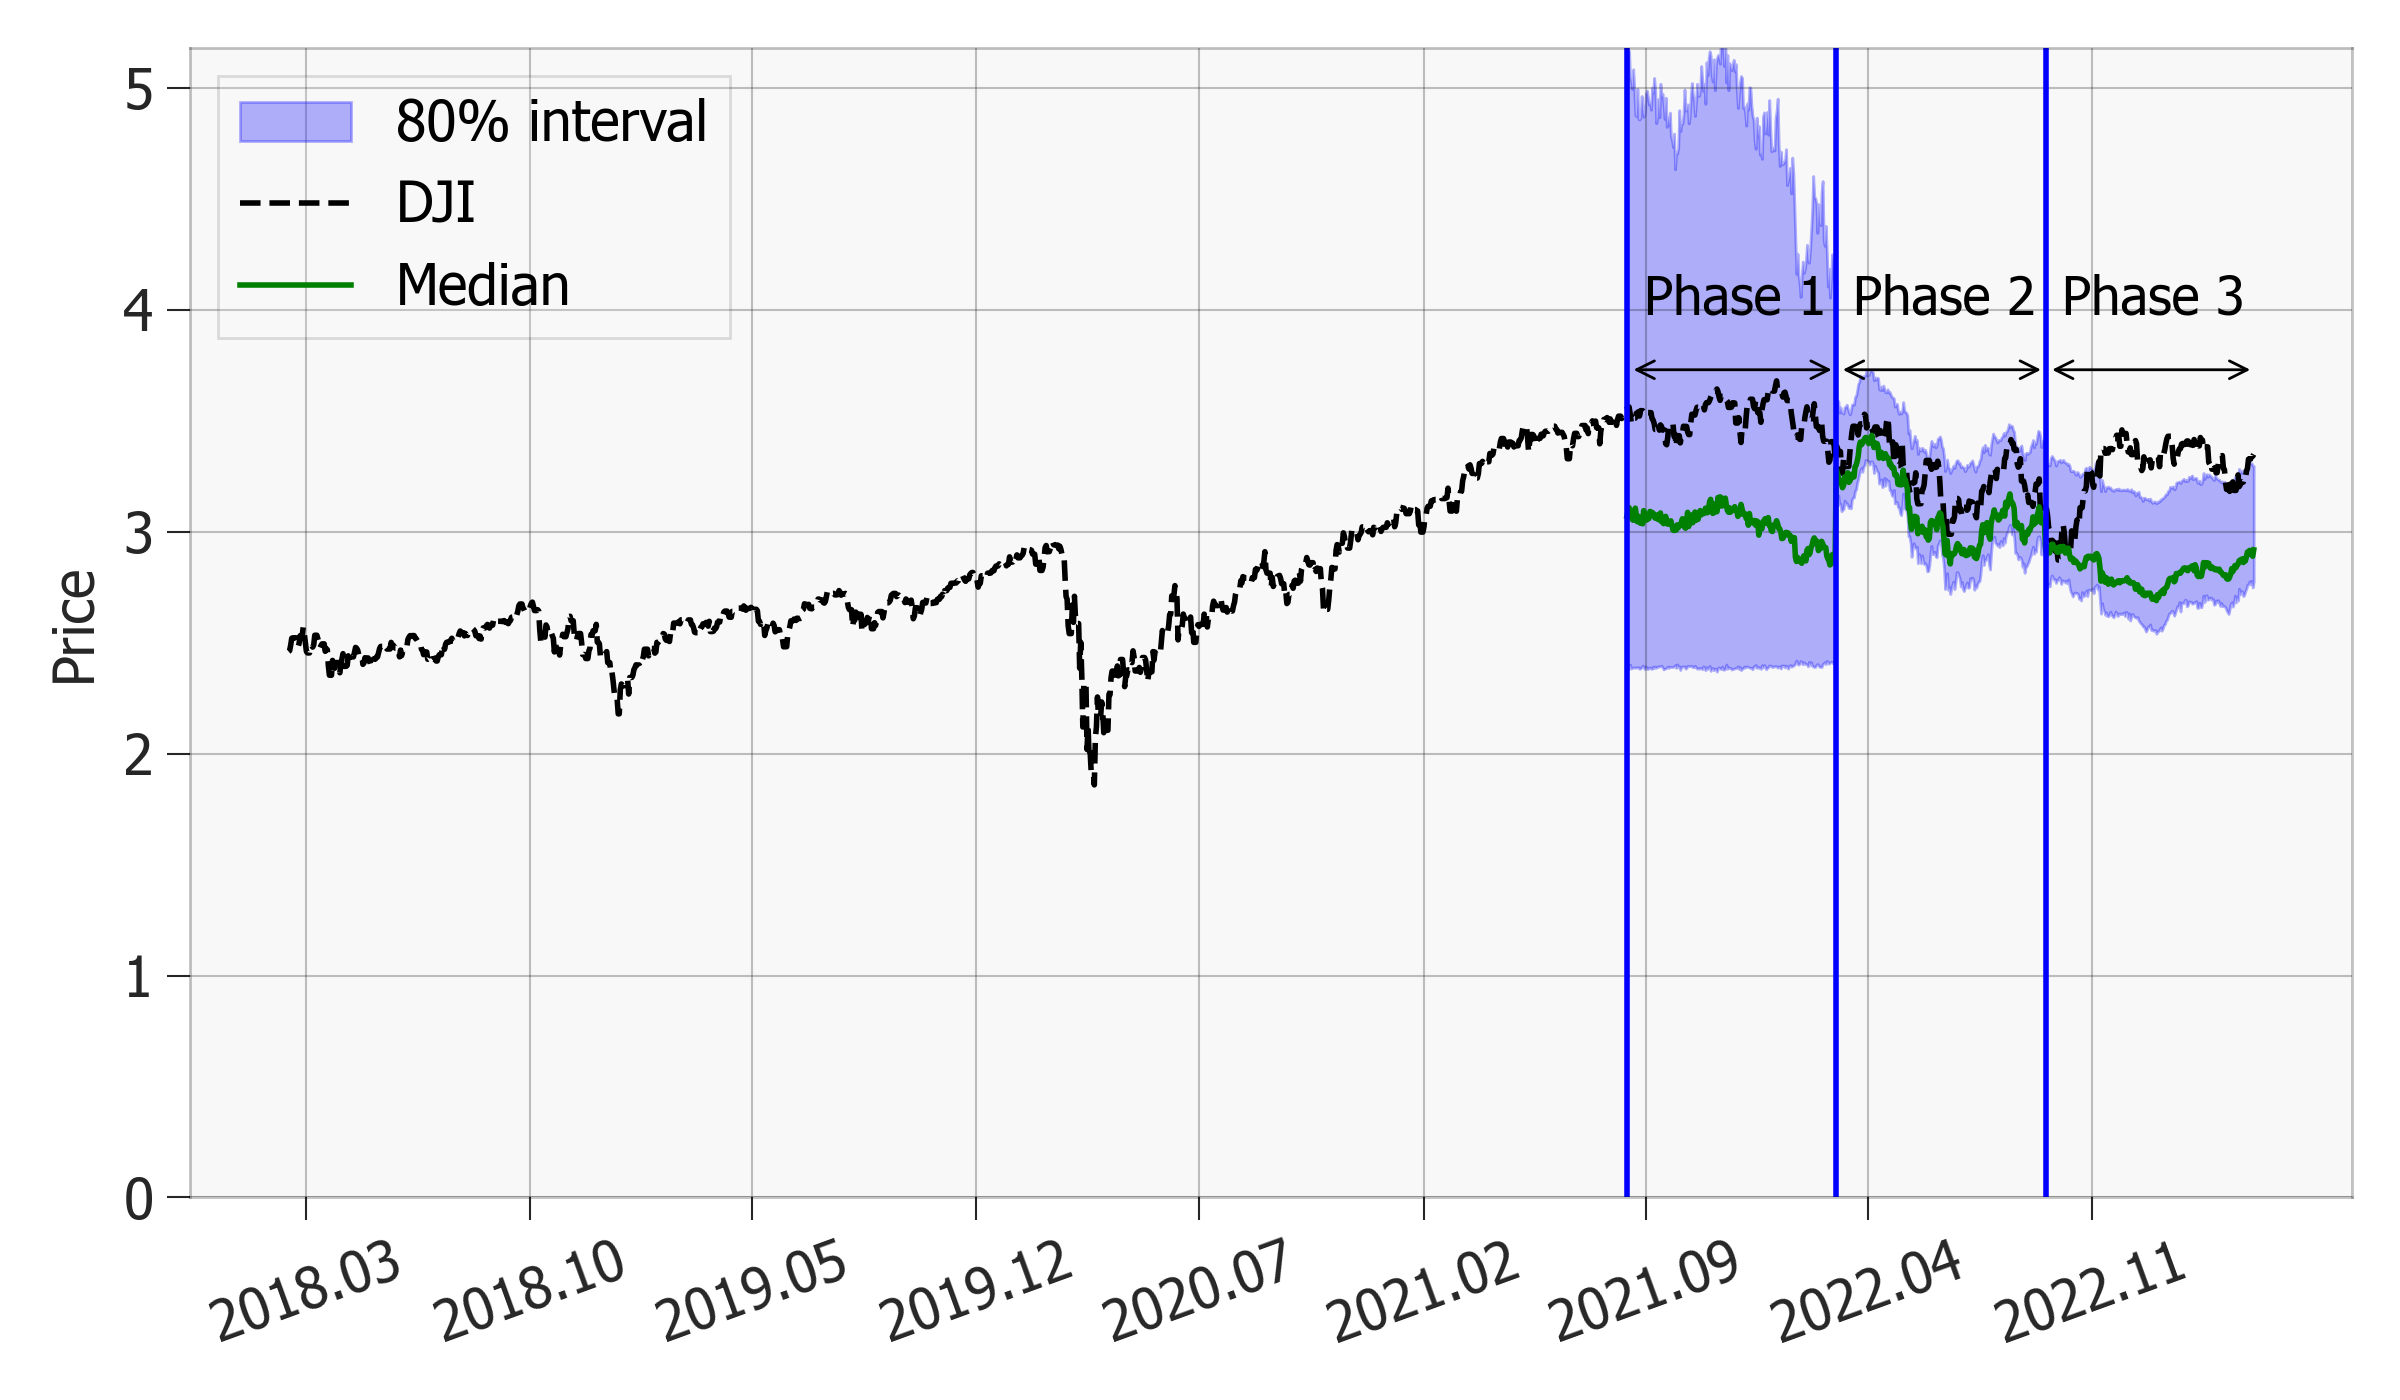 80% interval
DJI
Median
Phase 1
Phase 2
Phase 3
Price
5
4
3
2
1
0
2018.03
2018.10
2019.05
2019.12
2020.07
2021.02
2021.09
2022.04
2022.11